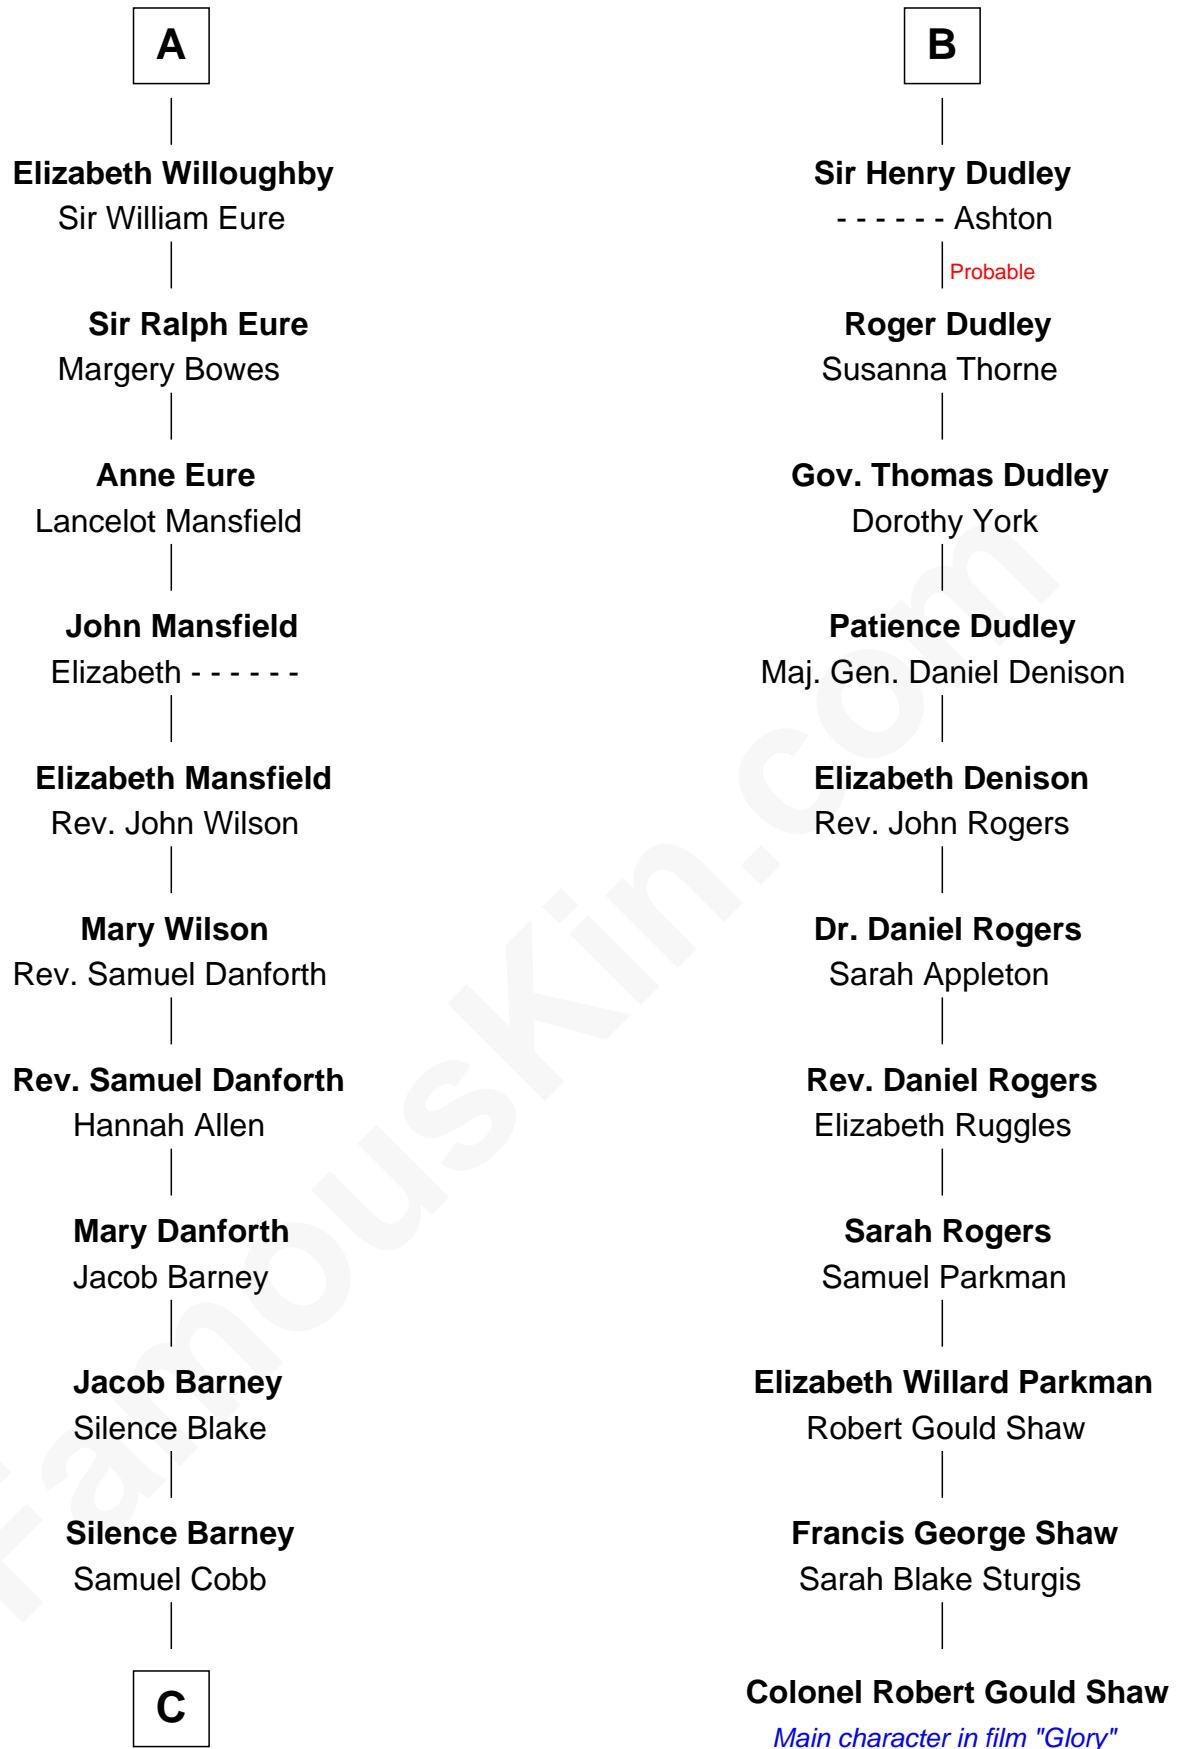 A
Elizabeth Willoughby
Sir William Eure
Sir Ralph Eure
Margery Bowes
Anne Eure
Lancelot Mansfield
John Mansfield
Elizabeth - - - - - -
Elizabeth Mansfield
Rev. John Wilson
Mary Wilson
Rev. Samuel Danforth
Rev. Samuel Danforth
Hannah Allen
Mary Danforth
Jacob Barney
Jacob Barney
Silence Blake
Silence Barney
Samuel Cobb
C
B
Sir Henry Dudley
- - - - - - Ashton
Probable
Roger Dudley
Susanna Thorne
Gov. Thomas Dudley
Dorothy York
Patience Dudley
Maj. Gen. Daniel Denison
Elizabeth Denison
Rev. John Rogers
Dr. Daniel Rogers
Sarah Appleton
Rev. Daniel Rogers
Elizabeth Ruggles
Sarah Rogers
Samuel Parkman
Elizabeth Willard Parkman
Robert Gould Shaw
Francis George Shaw
Sarah Blake Sturgis
Colonel Robert Gould Shaw
Main character in film "Glory"
FamousKin.com